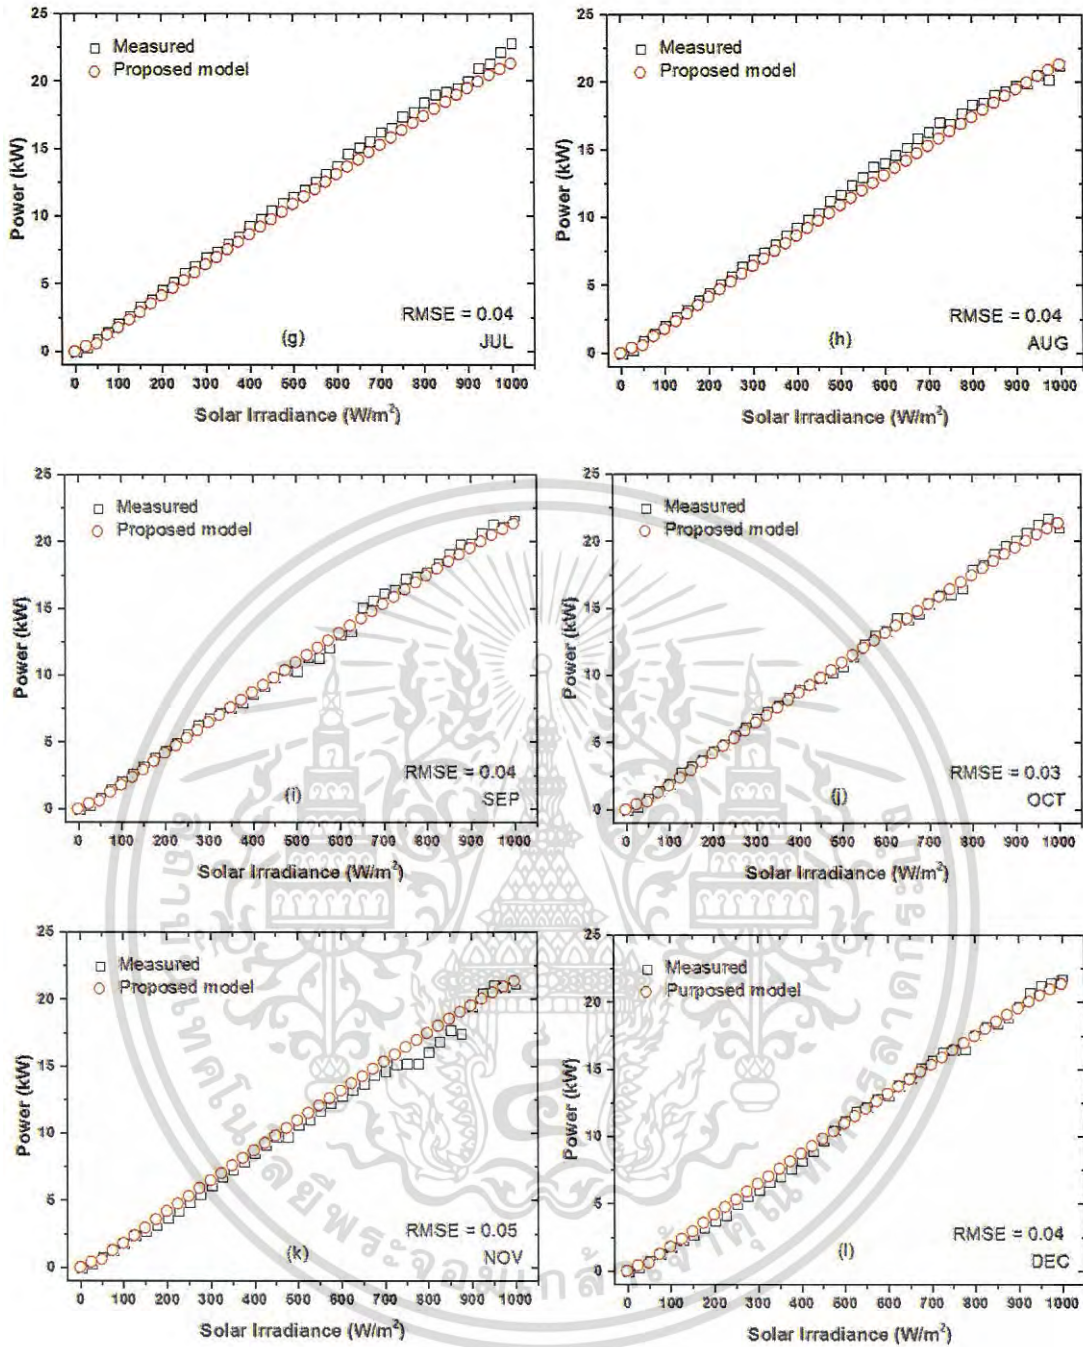 25
20
15
10
5
0
Power (kW)
Measured
Proposed model
RMSE = 0.04
(g)
JUL
0 100 200 300 400 500 600 700 800 900 1000
Solar Irradiance (W/m²)
25
20
15
10
5
0
Power (kW)
Measured
Proposed model
RMSE = 0.04
(h)
AUG
0 100 200 300 400 500 600 700 800 900 1000
Solar Irradiance (W/m²)
25
20
15
10
5
0
Power (kW)
Measured
Proposed model
RMSE = 0.04
(i)
SEP
0 100 200 300 400 500 600 700 800 900 1000
Solar Irradiance (W/m²)
25
20
15
10
5
0
Power (kW)
Measured
Proposed model
RMSE = 0.03
(j)
OCT
0 100 200 300 400 500 600 700 800 900 1000
Solar Irradiance (W/m²)
25
20
15
10
5
0
Power (kW)
Measured
Proposed model
RMSE = 0.05
(k)
NOV
0 100 200 300 400 500 600 700 800 900 1000
Solar Irradiance (W/m²)
25
20
15
10
5
0
Power (kW)
Measured
Purposed model
RMSE = 0.04
(l)
DEC
0 100 200 300 400 500 600 700 800 900 1000
Solar Irradiance (W/m²)